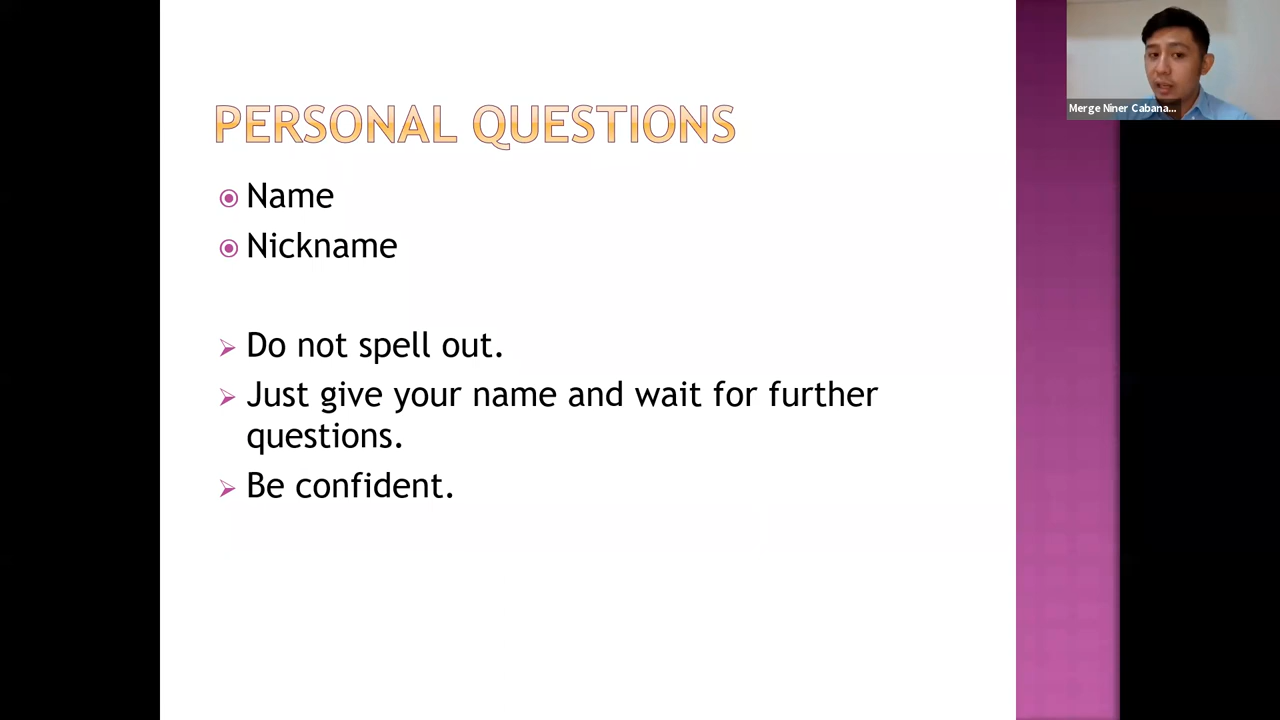 PERSONAL QUESTIONS
Name
Nickname
Do not spell out.
Just give your name and wait for further
questions.
Be confident.
Merge Niner Cabana...